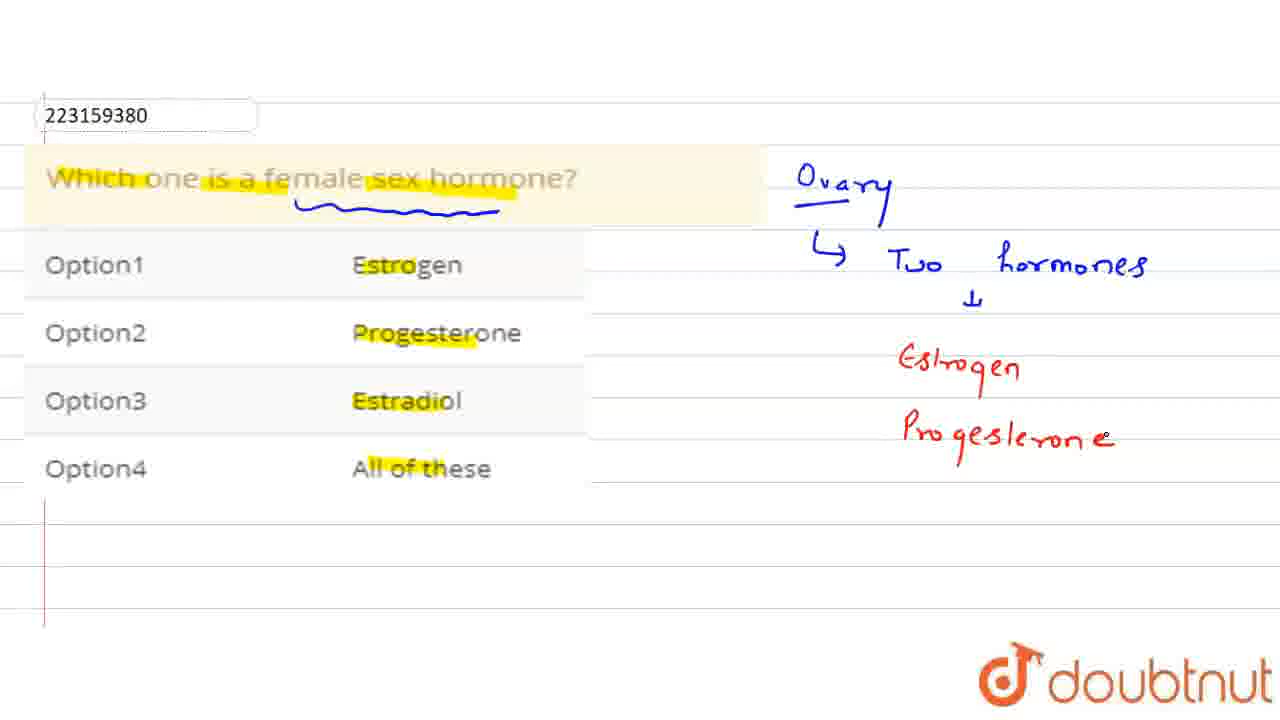 223159380
Which one is a female sex hormone?
Option1 Estrogen
Option2 Progesterone
Option3 Estradiol
Option4 All of these
Ovary
Two hormones
Estrogen
Progesterone
doubtnut